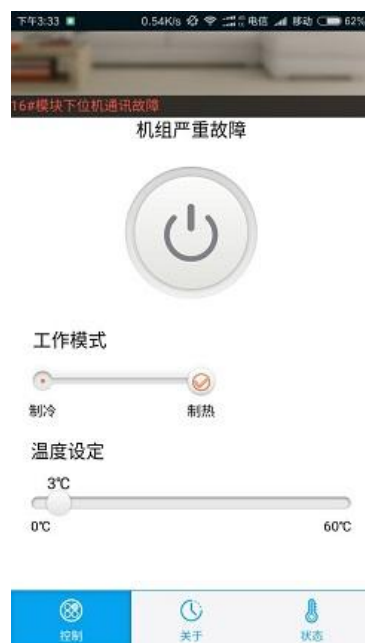 下午3:33 0.54K/s 电信 移动 62%
16#模块下位机通讯故障
机组严重故障
工作模式
制冷 制热
温度设定
3℃
0℃ 60℃
控制 关于 状态